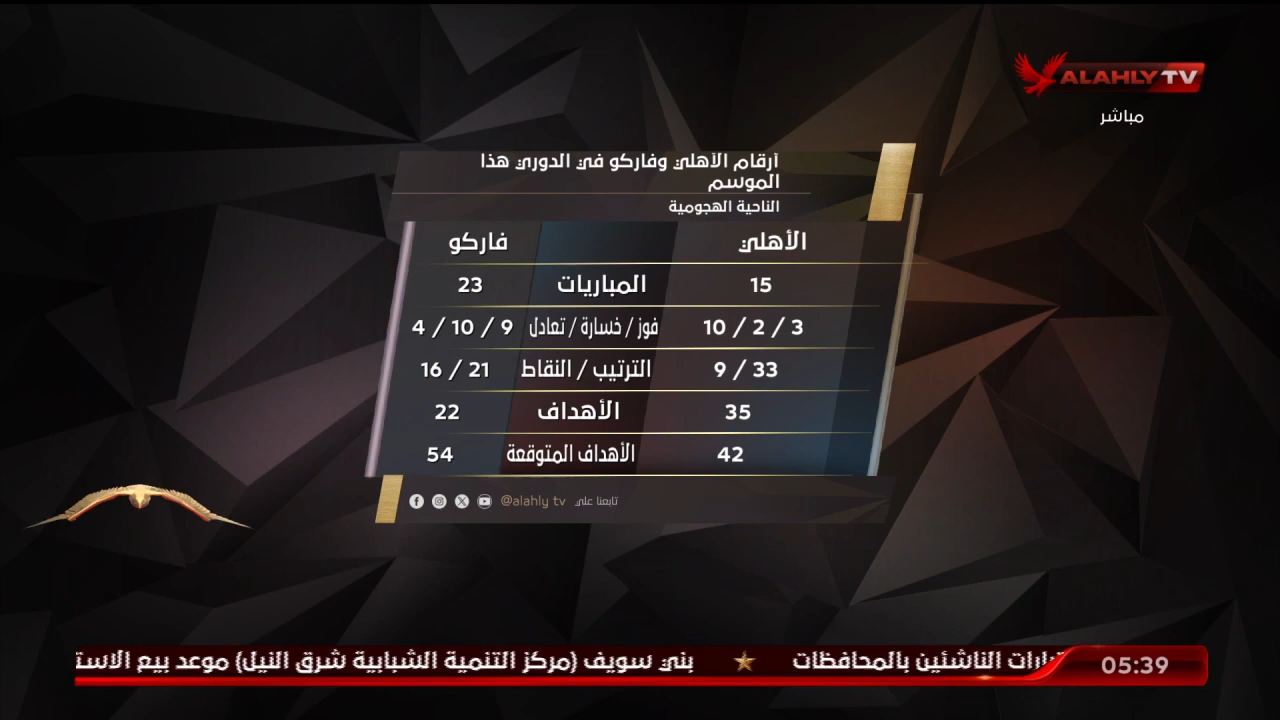 ALAHLY TV
مباشر
أرقام الأهلي وفاركو في الدوري هذا
الموسم
الناحية الهجومية
الأهلي فاركو
15 المباريات 23
10 / 2 / 3 فوز / خسارة / تعادل 4 / 10 / 9
9 / 33 الترتيب / النقاط 16 / 21
35 الأهداف 22
42 الأهداف المتوقعة 54
تابعنا على @alahly tv
بارات الناشئين بالمحافظات ★ بني سويف (مركز التنمية الشبابية شرق النيل) موعد بيع الاست
05:39